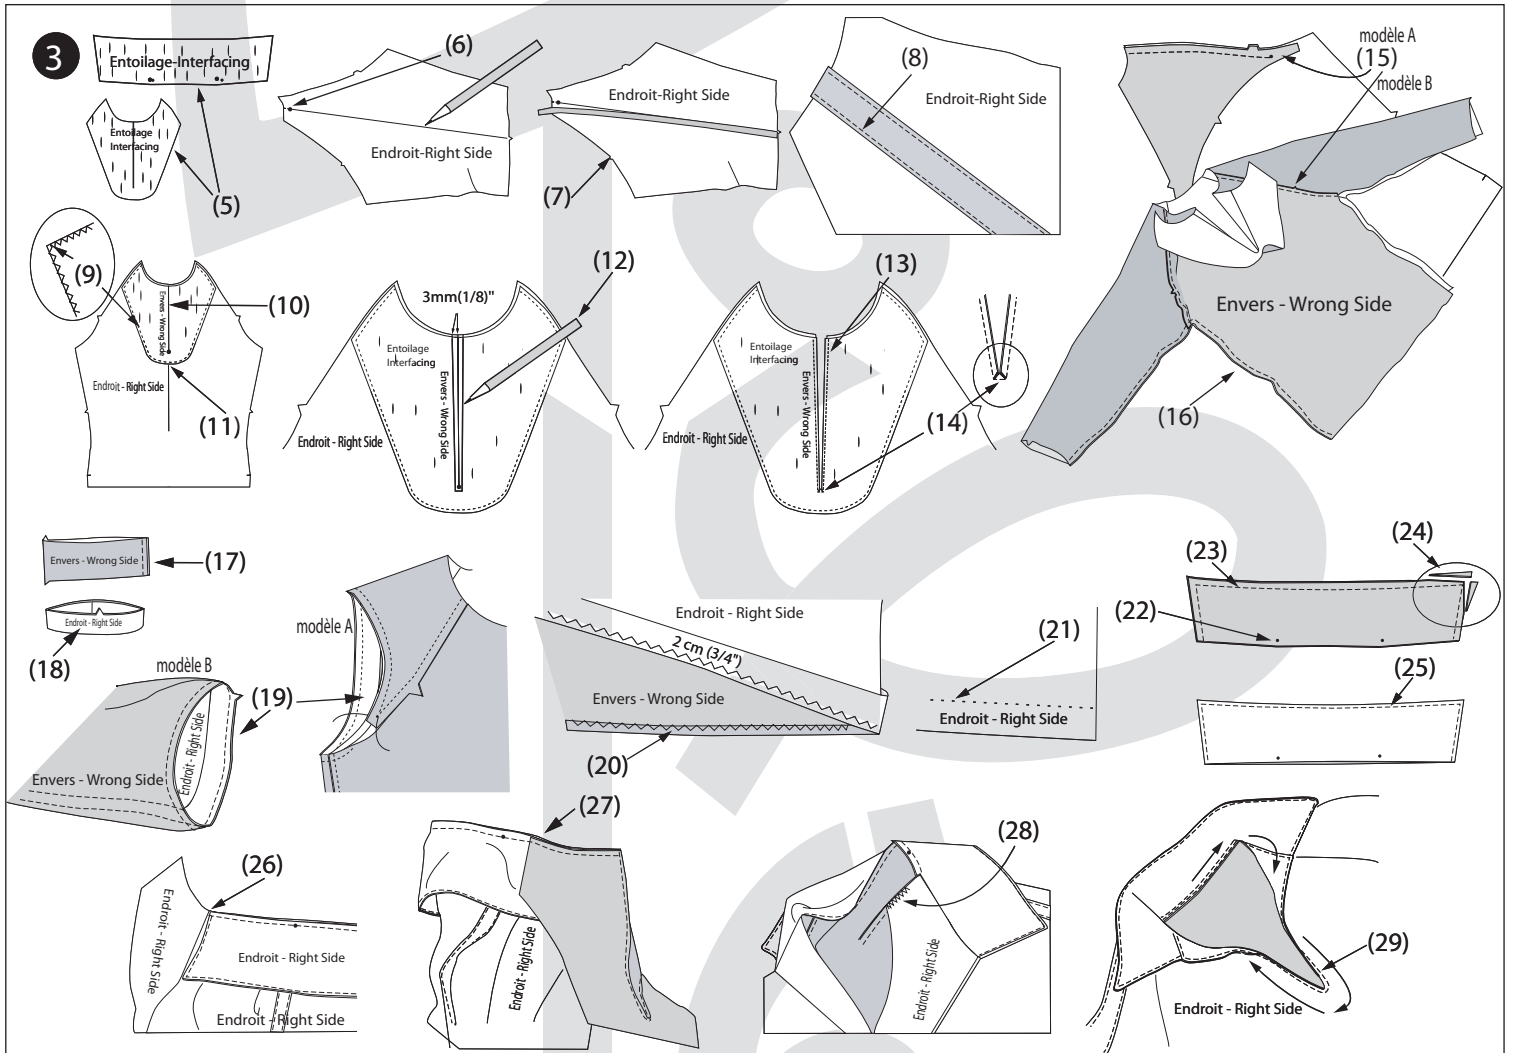 3
Entoilage-Interfacing
Entoilage
Interfacing
(5)
(6)
Endroit-Right Side
Endroit-Right Side
(7)
(8)
Endroit-Right Side
modèle A
(15)
modèle B
Envers - Wrong Side
(16)
(9)
Envers - Wrong Side
(10)
Endroit - Right Side
(11)
3mm(1/8)"
(12)
Entoilage
Interfacing
Envers - Wrong Side
Endroit - Right Side
(13)
Entoilage
Interfacing
Envers - Wrong Side
Endroit - Right Side
(14)
Envers - Wrong Side
(17)
Endroit - Right Side
(18)
modèle B
(19)
Endroit - Right Side
Envers - Wrong Side
modèle A
Endroit - Right Side
2 cm (3/4")
Envers - Wrong Side
(20)
(21)
Endroit - Right Side
(22)
(23)
(24)
(25)
(26)
Endroit - Right Side
Endroit - Right Side
Endroit - Right Side
(27)
Endroit - Right Side
(28)
Endroit - Right Side
(29)
Endroit - Right Side